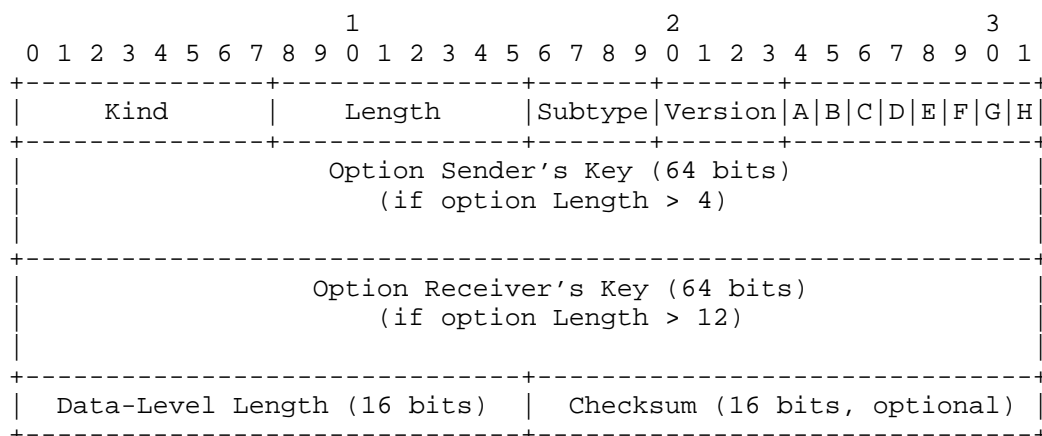 1                   2                   3
 0 1 2 3 4 5 6 7 8 9 0 1 2 3 4 5 6 7 8 9 0 1 2 3 4 5 6 7 8 9 0 1
+---------------+---------------+-------+-------+---------------+
|     Kind      |    Length     |Subtype|Version|A|B|C|D|E|F|G|H|
+---------------+---------------+-------+-------+---------------+
|                   Option Sender's Key (64 bits)               |
|                      (if option Length > 4)                   |
|                                                               |
+---------------------------------------------------------------+
|                  Option Receiver's Key (64 bits)              |
|                      (if option Length > 12)                  |
|                                                               |
+-------------------------------+-------------------------------+
|  Data-Level Length (16 bits)  |  Checksum (16 bits, optional) |
+-------------------------------+-------------------------------+